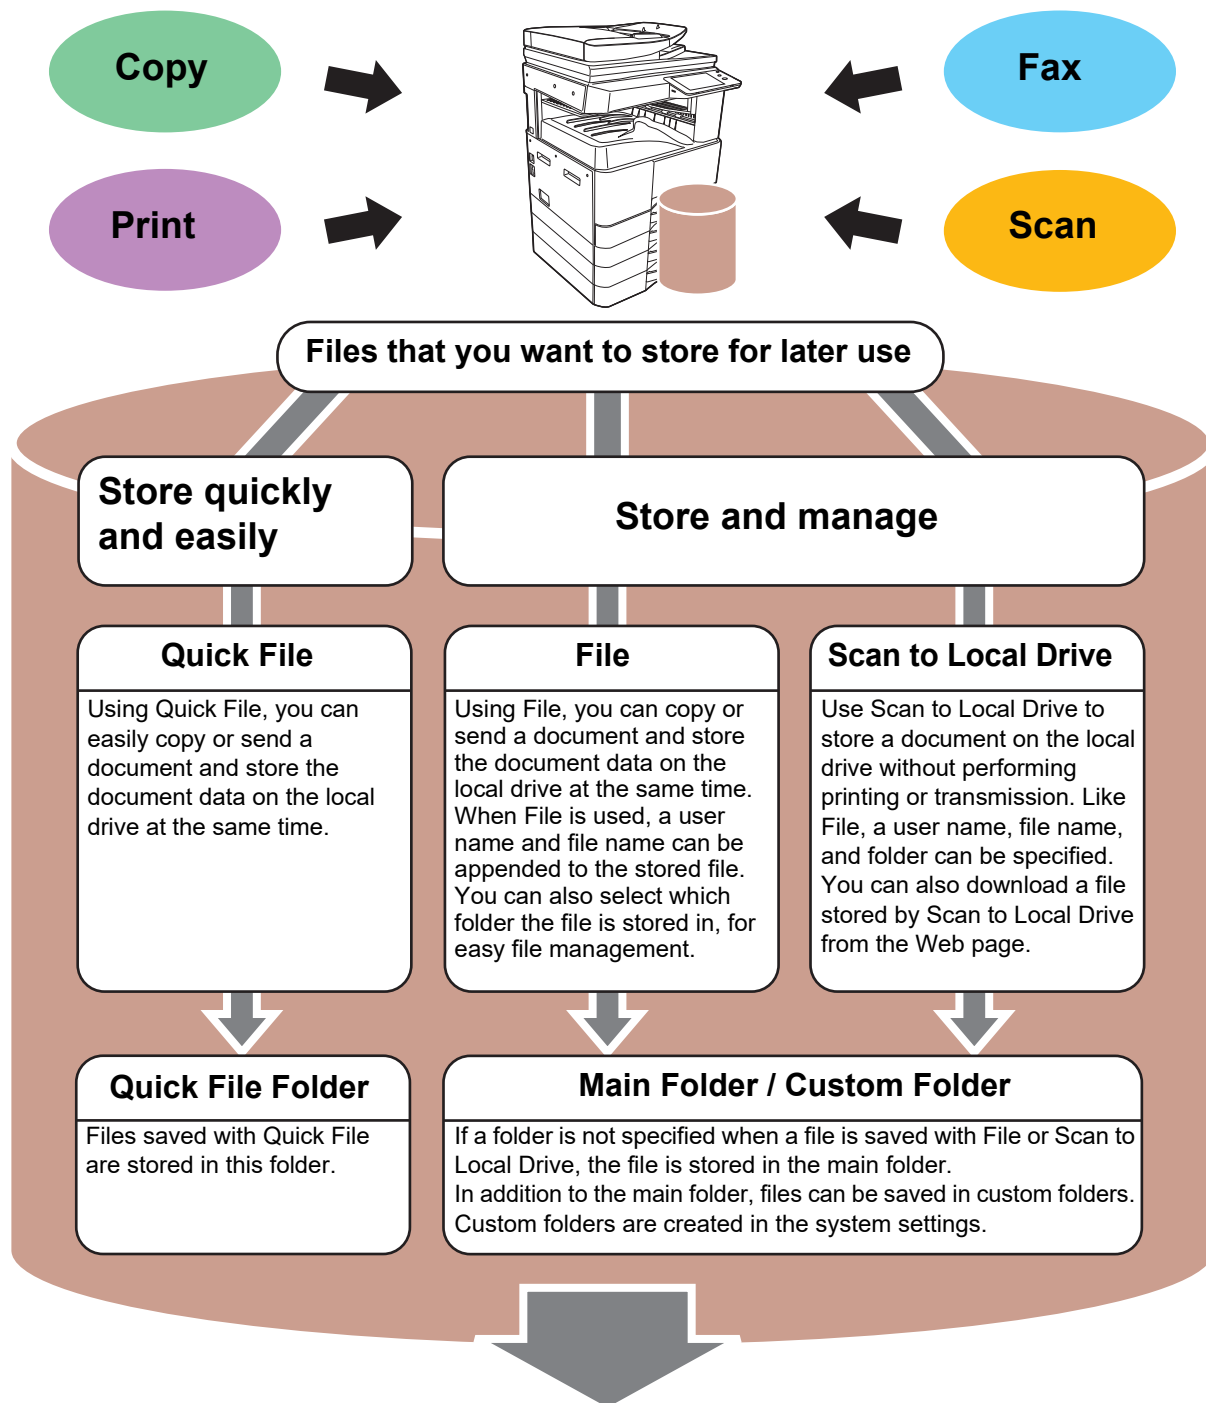 Copy
Fax
Print
Scan
Files that you want to store for later use
Store quickly
and easily
Store and manage
Quick File
Using Quick File, you can
easily copy or send a
document and store the
document data on the local
drive at the same time.
File
Using File, you can copy or
send a document and store
the document data on the
local drive at the same time.
When File is used, a user
name and file name can be
appended to the stored file.
You can also select which
folder the file is stored in, for
easy file management.
Scan to Local Drive
Use Scan to Local Drive to
store a document on the local
drive without performing
printing or transmission. Like
File, a user name, file name,
and folder can be specified.
You can also download a file
stored by Scan to Local Drive
from the Web page.
Quick File Folder
Files saved with Quick File
are stored in this folder.
Main Folder / Custom Folder
If a folder is not specified when a file is saved with File or Scan to
Local Drive, the file is stored in the main folder.
In addition to the main folder, files can be saved in custom folders.
Custom folders are created in the system settings.